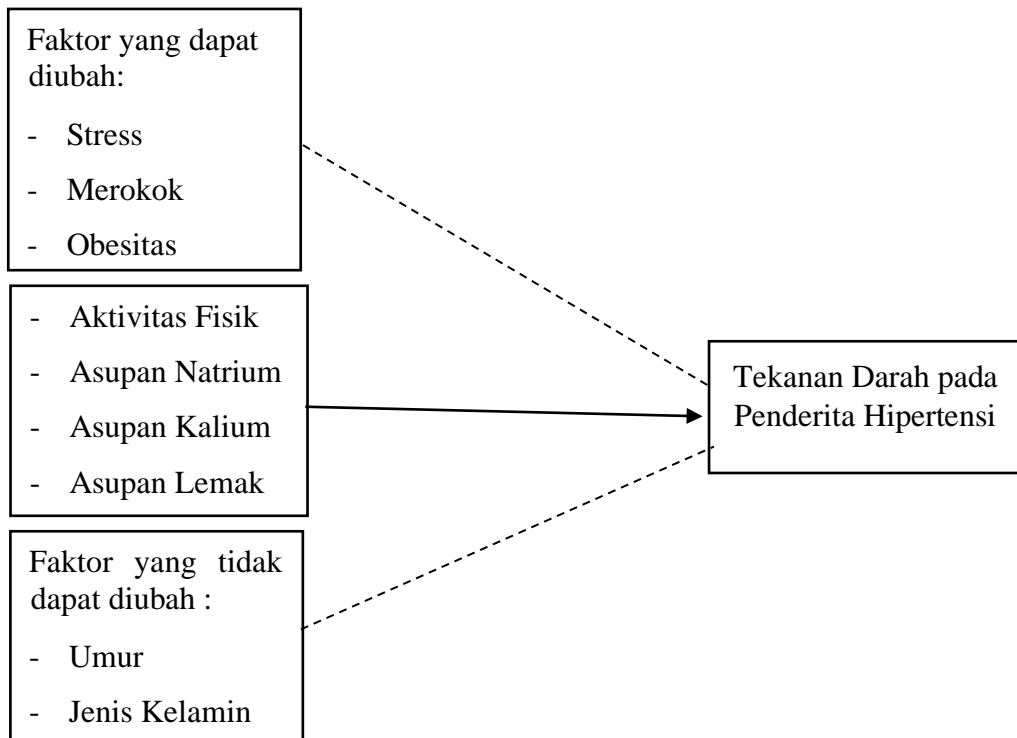 Faktor yang dapat
diubah:
- Stress
- Merokok
- Obesitas
- Aktivitas Fisik
- Asupan Natrium
- Asupan Kalium
- Asupan Lemak
Faktor yang tidak
dapat diubah :
- Umur
- Jenis Kelamin
Tekanan Darah pada
Penderita Hipertensi